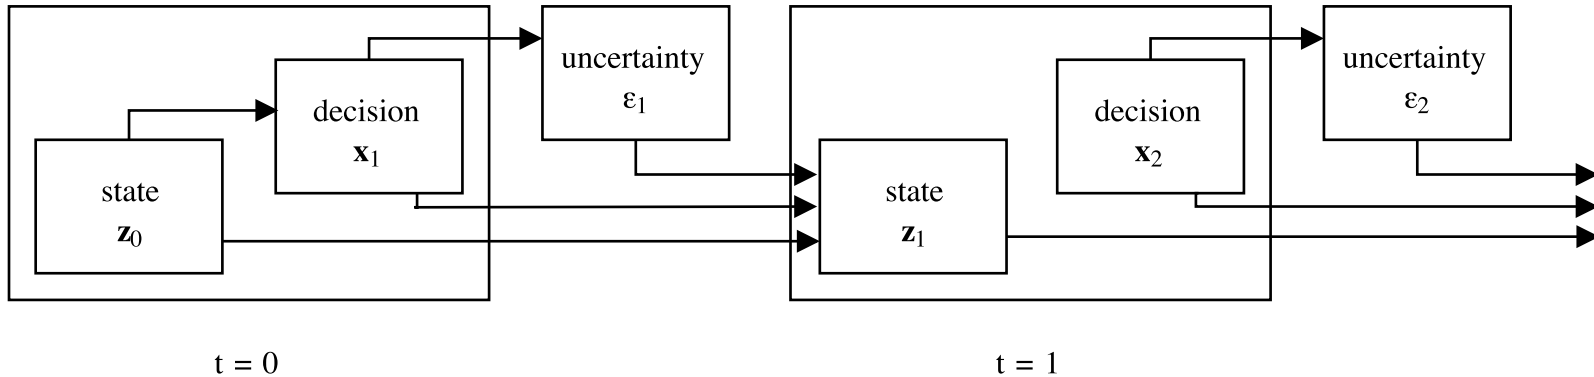 state
z₀
decision
x₁
uncertainty
ε₁
state
z₁
decision
x₂
uncertainty
ε₂
t = 0
t = 1